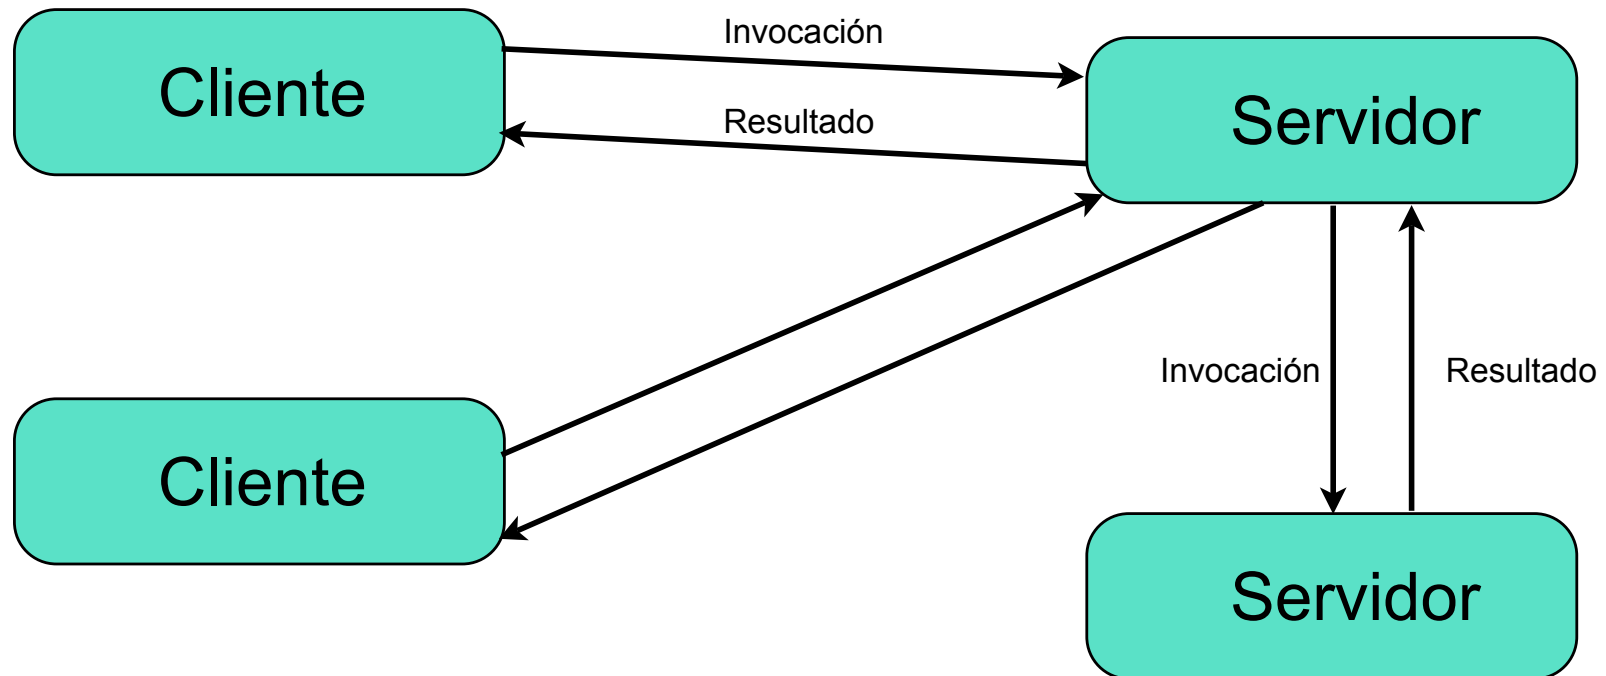 Invocación
Cliente
Servidor
Resultado
Invocación
Resultado
Cliente
Servidor